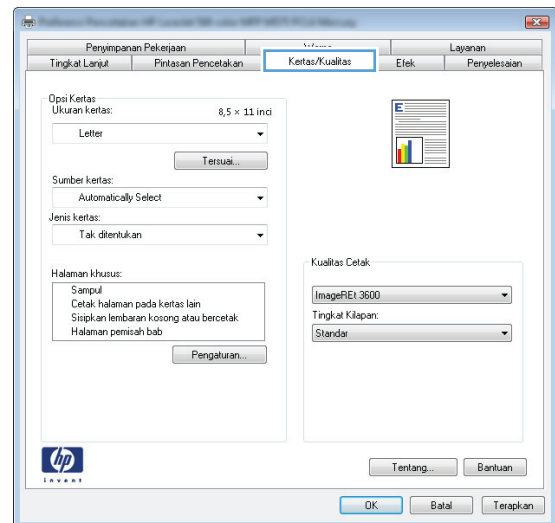 Penyimpanan Pekerjaan
Layanan
Tingkat Lanjut
Pintasan Pencetakan
Kertas/Kualitas
Efek
Penyelesaian
Opsi Kertas
Ukuran kertas:
8,5 × 11 inci
Letter
Tersuai...
Sumber kertas:
Automatically Select
Jenis kertas:
Tak ditentukan
Halaman khusus:
Sampul
Cetak halaman pada kertas lain
Sisipkan lembaran kosong atau bercetak
Halaman pemisah bab
Pengaturan...
E
Kualitas Cetak
ImageREt 3600
Tingkat Kilapan:
Standar
hp
invent
Tentang...
Bantuan
OK
Batal
Terapkan